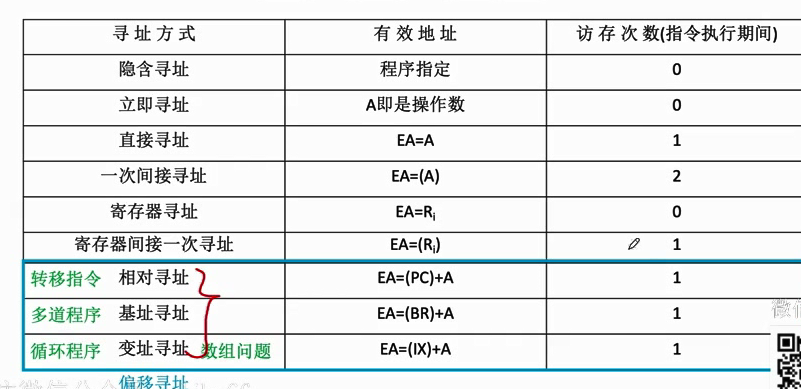 寻址方式 有效地址 访存次数(指令执行期间)
隐含寻址 程序指定 0
立即寻址 A即是操作数 0
直接寻址 EA=A 1
一次间接寻址 EA=(A) 2
寄存器寻址 EA=Ri 0
寄存器间接一次寻址 EA=(Ri) 1
转移指令 相对寻址 EA=(PC)+A 1
多道程序 基址寻址 EA=(BR)+A 1
循环程序 变址寻址 数组问题 EA=(IX)+A 1
偏移寻址